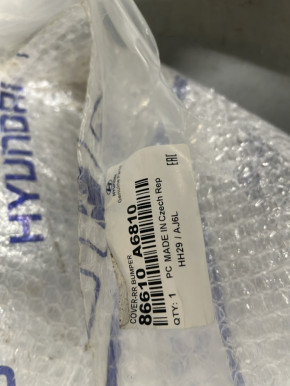 HYUNDAI
COVER-RR BUMPER
86610 A6810
QTY: 1 PC MADE IN Czech Rep
HH29 / AJ6L
EAC